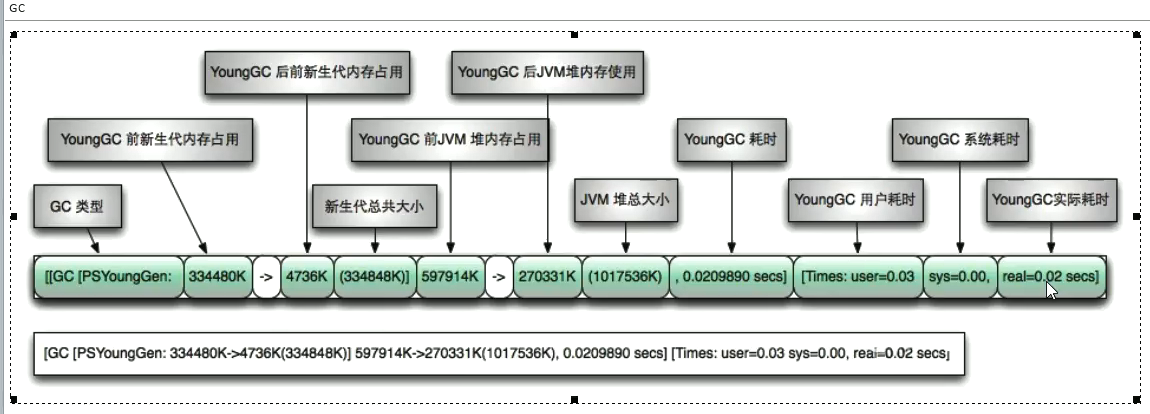 GC
YoungGC 后前新生代内存占用
YoungGC 后JVM堆内存使用
YoungGC 前新生代内存占用
YoungGC 前JVM 堆内存占用
YoungGC 耗时
YoungGC 系统耗时
GC 类型
新生代总共大小
JVM 堆总大小
YoungGC 用户耗时
YoungGC实际耗时
[[GC [PSYoungGen: 334480K -> 4736K (334848K)] 597914K -> 270331K (1017536K) , 0.0209890 secs] [Times: user=0.03 sys=0.00, real=0.02 secs]
[GC [PSYoungGen: 334480K->4736K(334848K)] 597914K->270331K(1017536K), 0.0209890 secs] [Times: user=0.03 sys=0.00, real=0.02 secs]